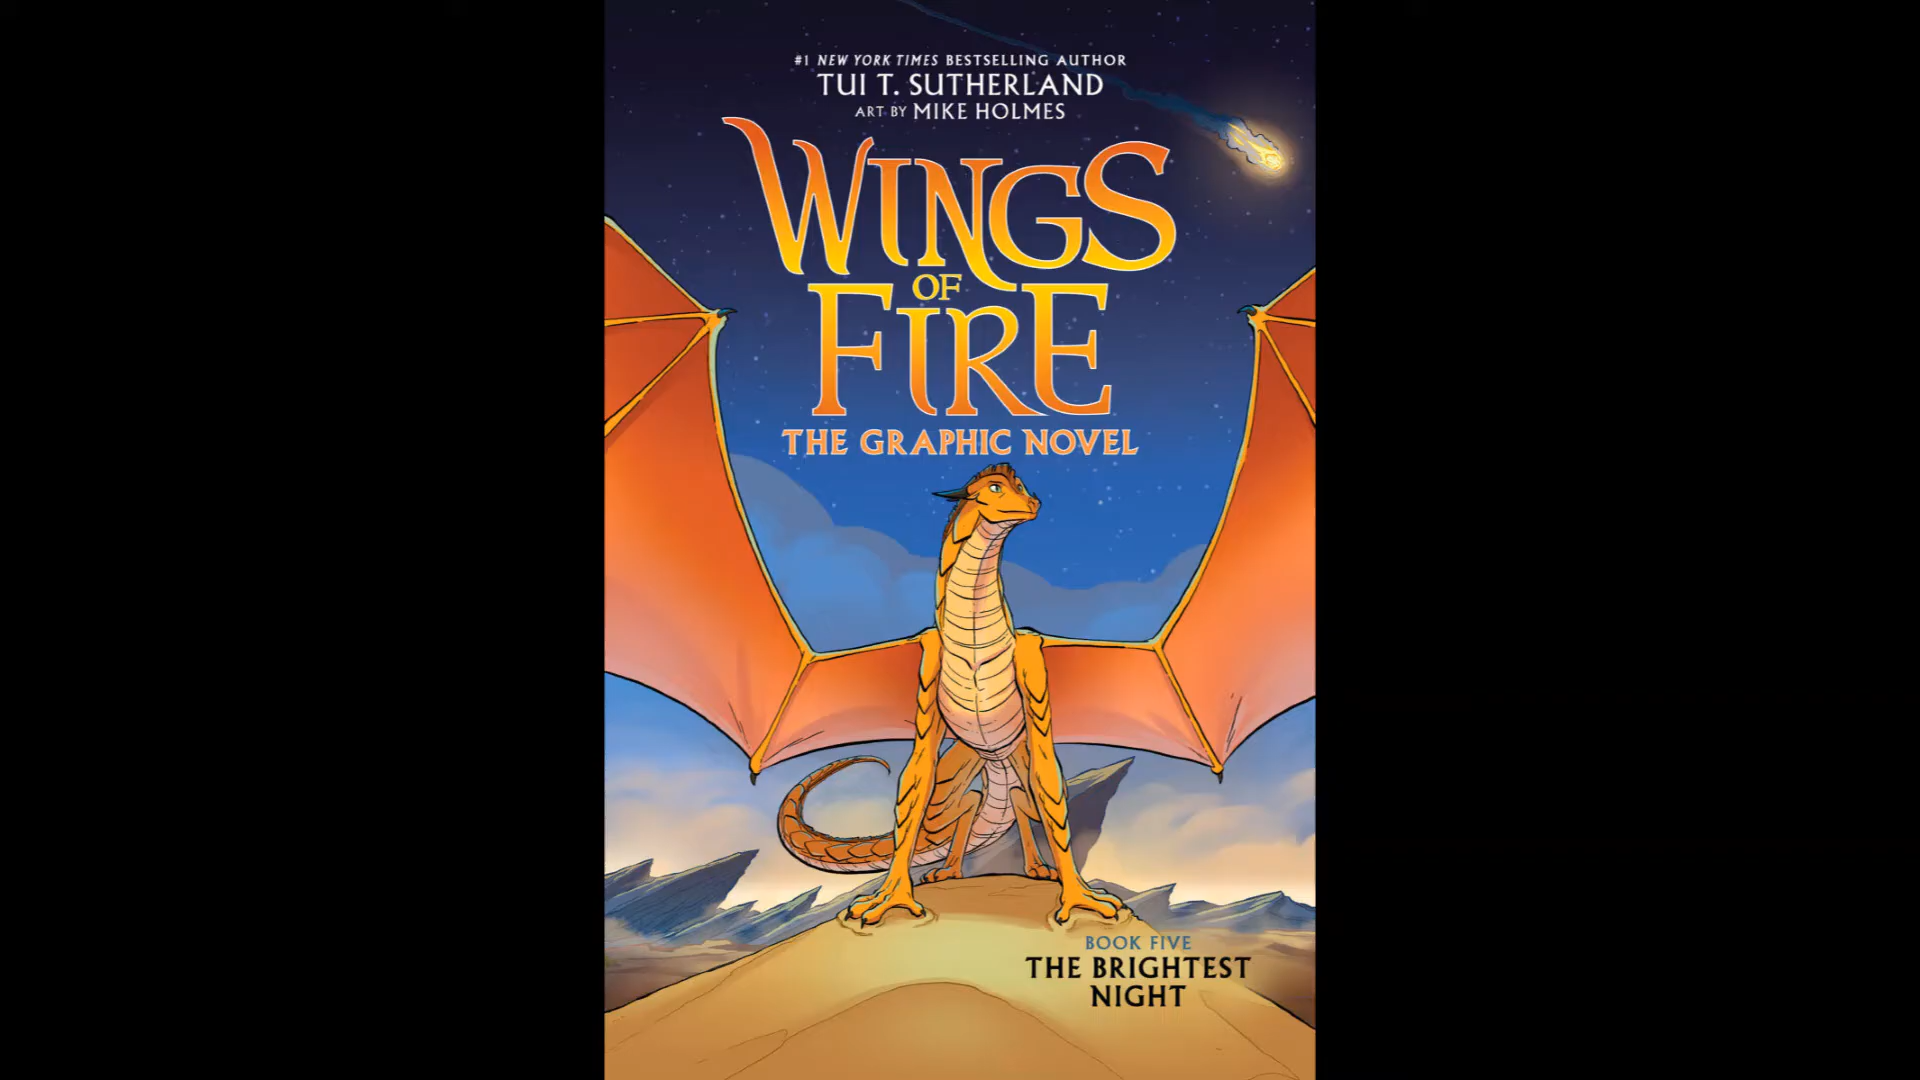 #1 NEW YORK TIMES BESTSELLING AUTHOR
TUI T. SUTHERLAND
ART BY MIKE HOLMES
WINGS
OF
FIRE
THE GRAPHIC NOVEL
BOOK FIVE
THE BRIGHTEST
NIGHT